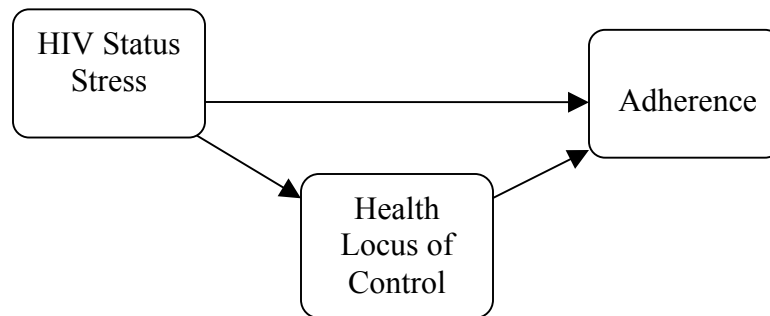 HIV Status
Stress
Adherence
Health
Locus of
Control